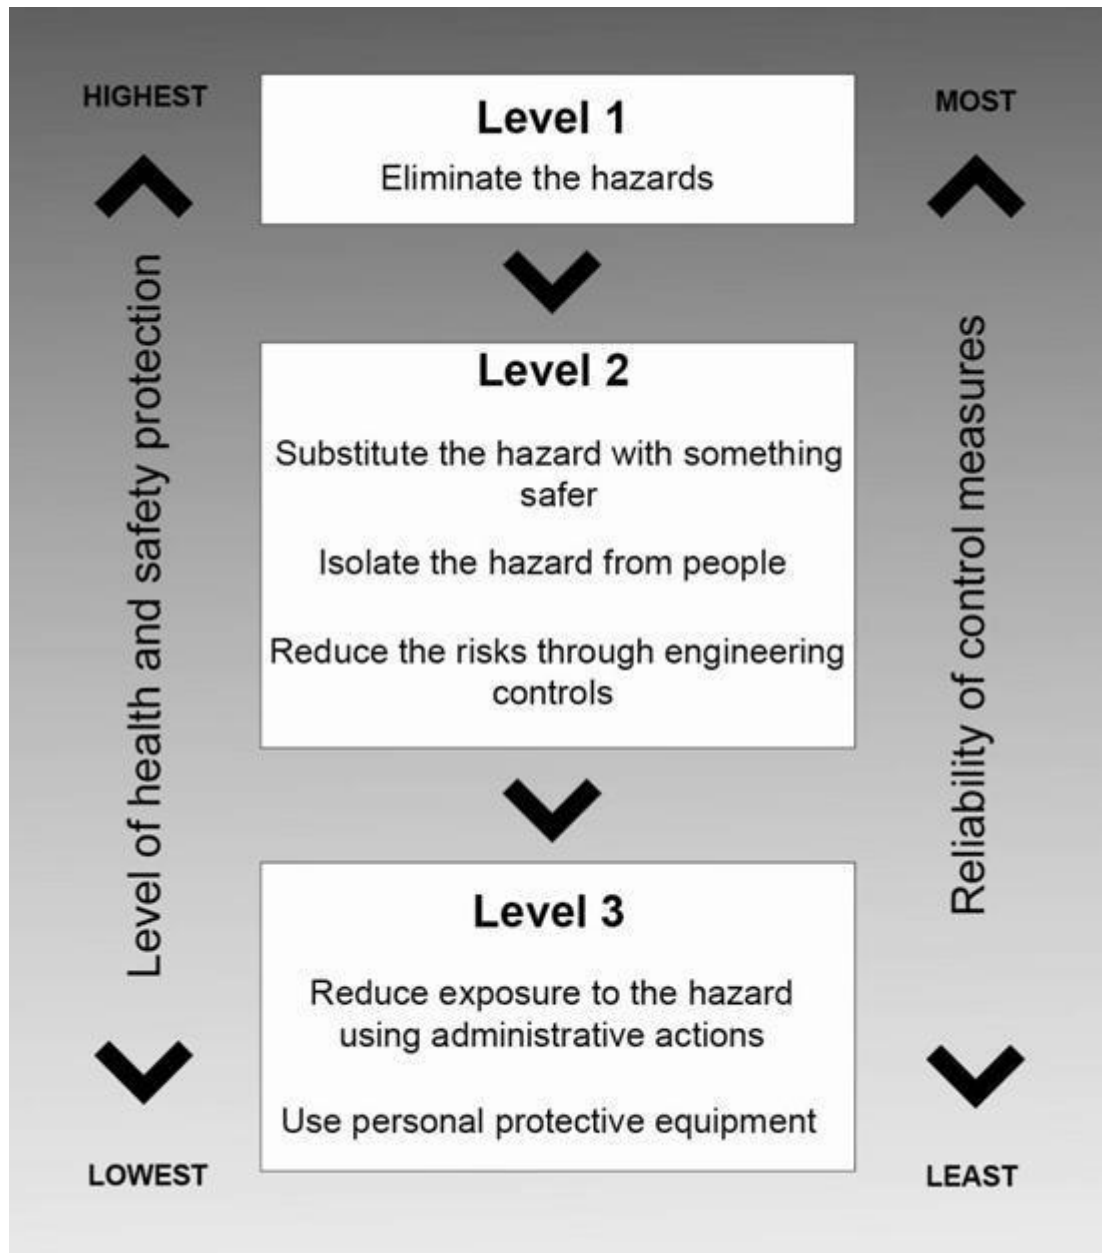 HIGHEST
MOST
Level 1
Eliminate the hazards
Level of health and safety protection
Reliability of control measures
Level 2
Substitute the hazard with something
safer
Isolate the hazard from people
Reduce the risks through engineering
controls
Level 3
Reduce exposure to the hazard
using administrative actions
Use personal protective equipment
LOWEST
LEAST